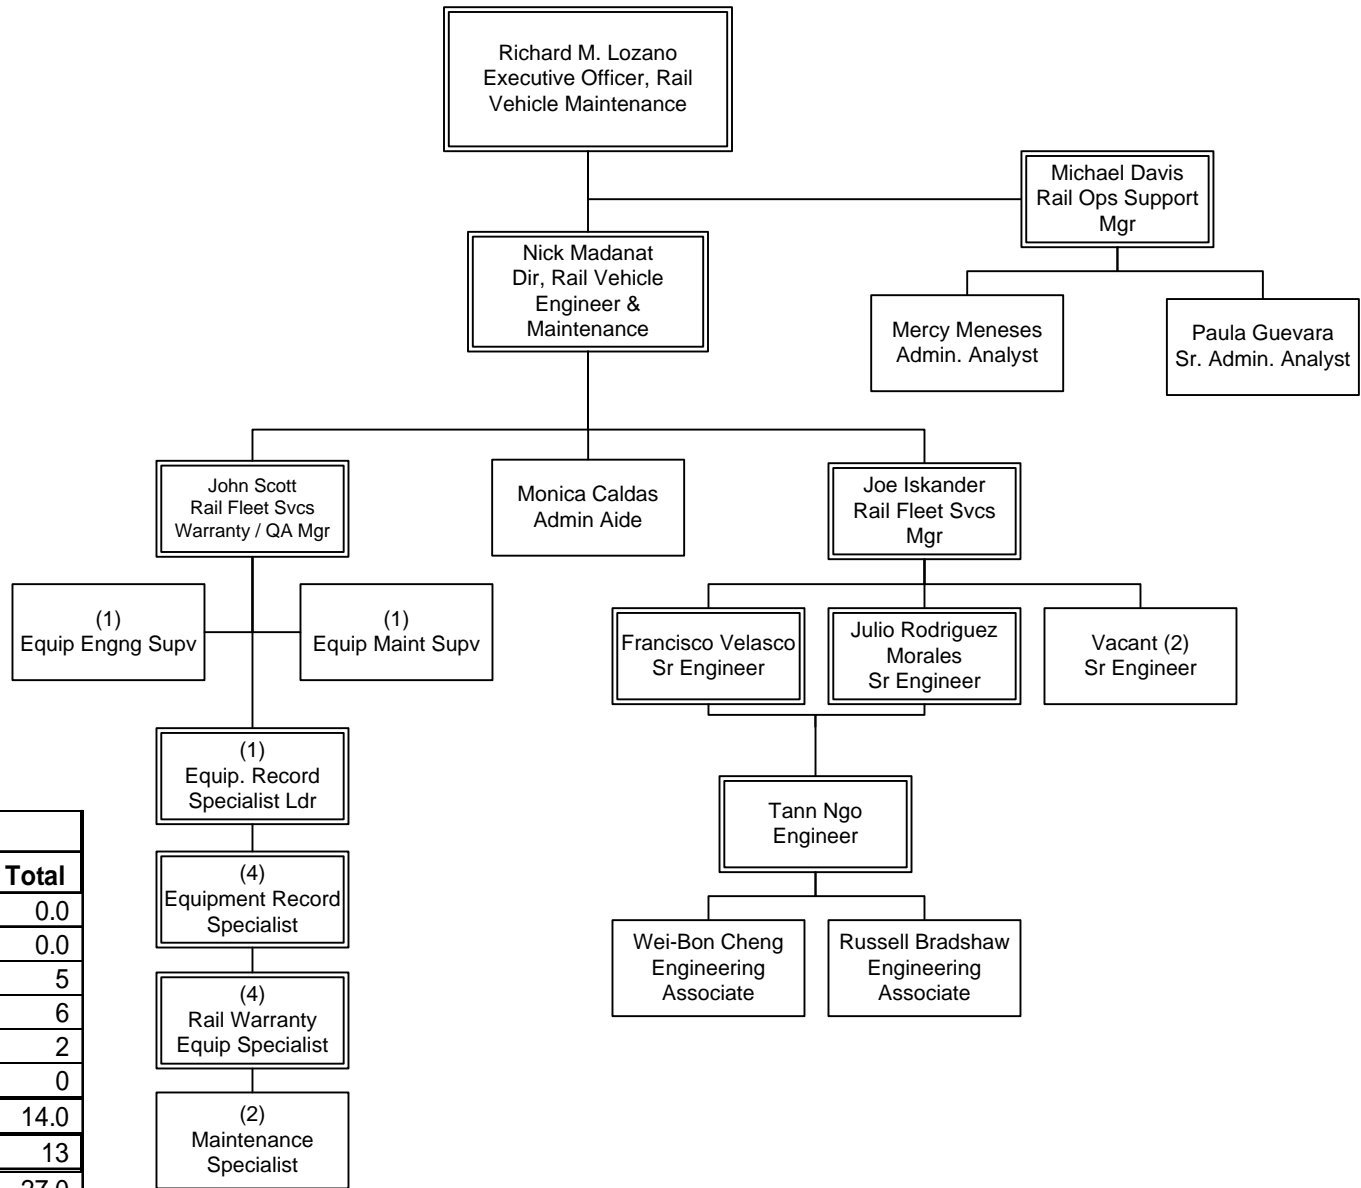 Richard M. Lozano
Executive Officer, Rail
Vehicle Maintenance
Michael Davis
Rail Ops Support
Mgr
Nick Madanat
Dir, Rail Vehicle
Engineer &
Maintenance
Mercy Meneses
Admin. Analyst
Paula Guevara
Sr. Admin. Analyst
John Scott
Rail Fleet Svcs
Warranty / QA Mgr
Monica Caldas
Admin Aide
Joe Iskander
Rail Fleet Svcs
Mgr
(1)
Equip Engng Supv
(1)
Equip Maint Supv
Francisco Velasco
Sr Engineer
Julio Rodriguez
Morales
Sr Engineer
Vacant (2)
Sr Engineer
(1)
Equip. Record
Specialist Ldr
Tann Ngo
Engineer
(4)
Equipment Record
Specialist
Wei-Bon Cheng
Engineering
Associate
Russell Bradshaw
Engineering
Associate
(4)
Rail Warranty
Equip Specialist
(2)
Maintenance
Specialist
Total
0.0
0.0
5
6
2
0
14.0
13
27.0